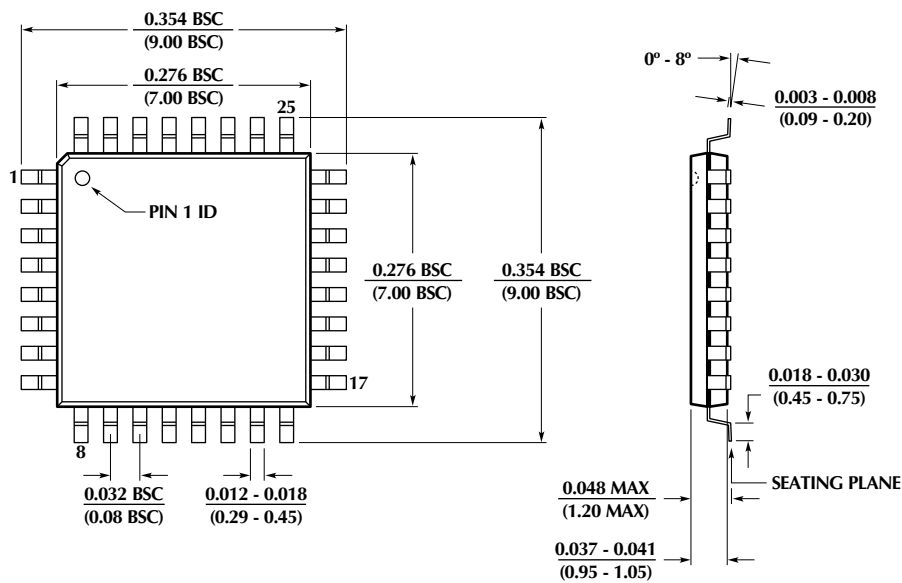 0.354 BSC
(9.00 BSC)
0.276 BSC
(7.00 BSC)
25
1
PIN 1 ID
0.276 BSC
(7.00 BSC)
0.354 BSC
(9.00 BSC)
17
8
0.032 BSC
(0.08 BSC)
0.012 - 0.018
(0.29 - 0.45)
0º - 8º
0.003 - 0.008
(0.09 - 0.20)
0.018 - 0.030
(0.45 - 0.75)
SEATING PLANE
0.048 MAX
(1.20 MAX)
0.037 - 0.041
(0.95 - 1.05)